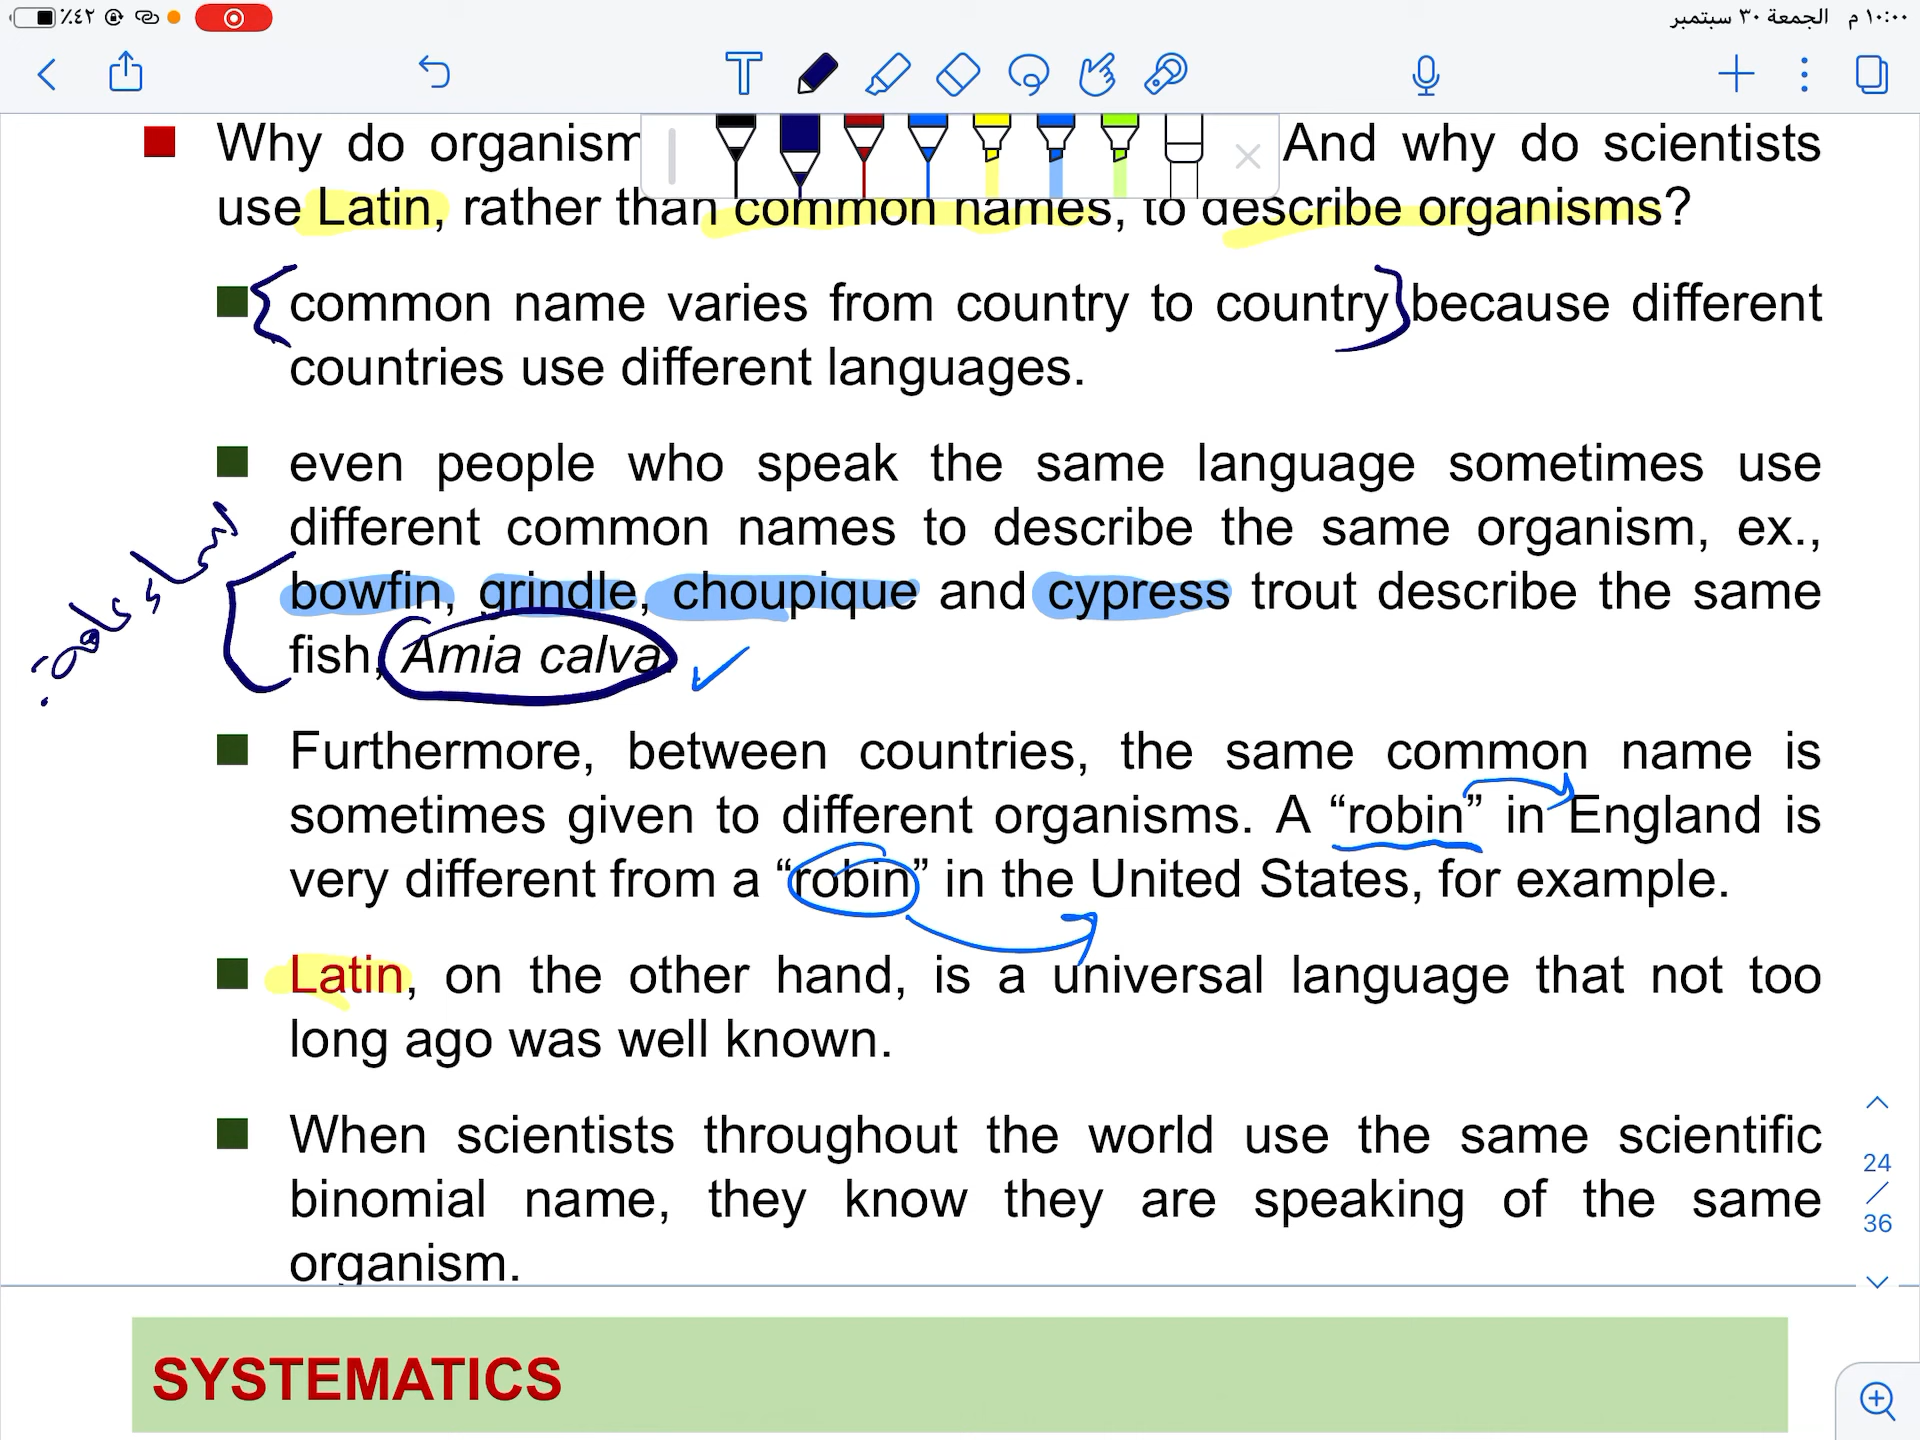 ٪٤٢
١٠:٠٠ م الجمعة ٣٠ سبتمبر
Why do organism And why do scientists
use Latin, rather than common names, to describe organisms?
common name varies from country to country because different
countries use different languages.
even people who speak the same language sometimes use
different common names to describe the same organism, ex.,
bowfin, grindle, choupique and cypress trout describe the same
fish, Amia calva.
Furthermore, between countries, the same common name is
sometimes given to different organisms. A “robin” in England is
very different from a “robin” in the United States, for example.
Latin, on the other hand, is a universal language that not too
long ago was well known.
When scientists throughout the world use the same scientific
binomial name, they know they are speaking of the same
organism.
24
/
36
SYSTEMATICS